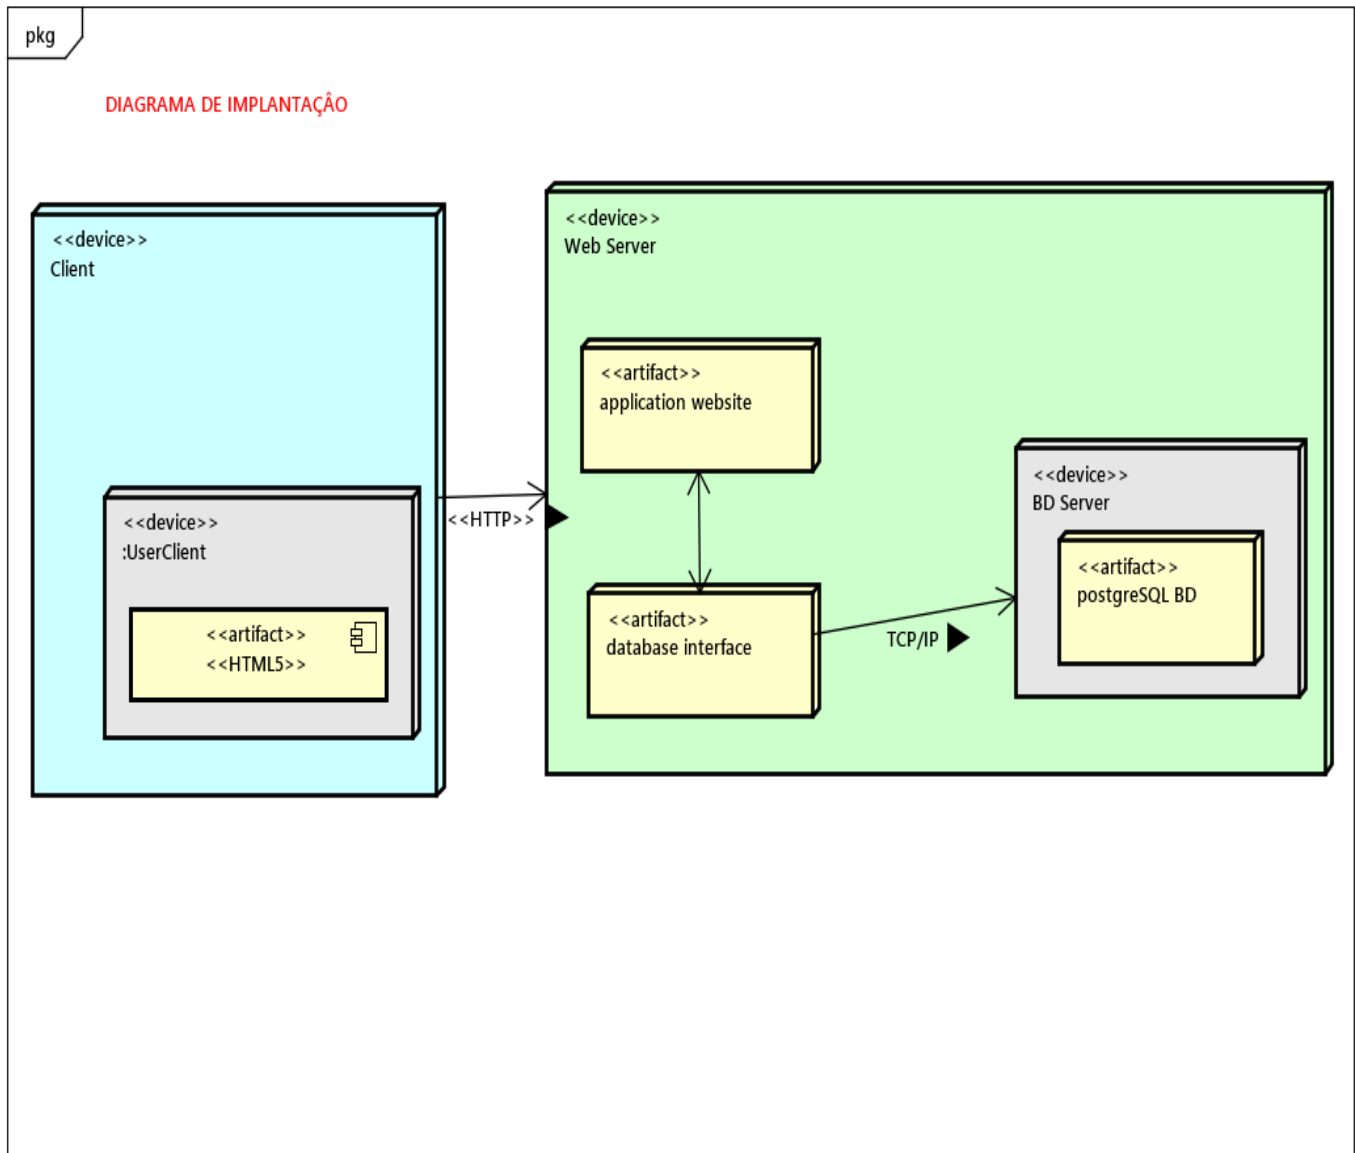 pkg
DIAGRAMA DE IMPLANTAÇÂO
<<device>>
Client
<<device>>
:UserClient
<<artifact>>
<<HTML5>>
<<HTTP>>
<<device>>
Web Server
<<artifact>>
application website
<<artifact>>
database interface
TCP/IP
<<device>>
BD Server
<<artifact>>
postgreSQL BD